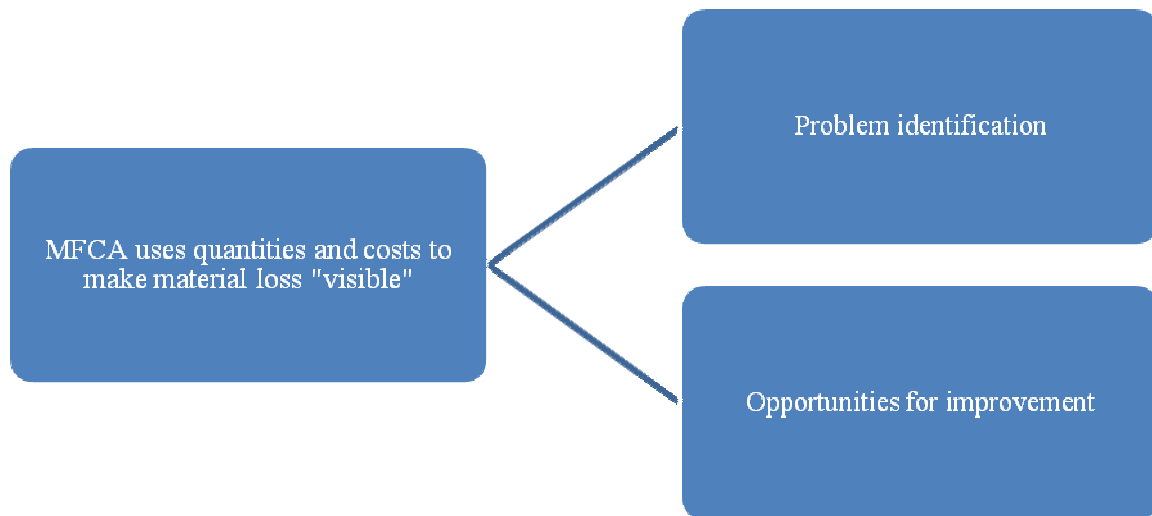 MFCA uses quantities and costs to
make material loss "visible"
Problem identification
Opportunities for improvement